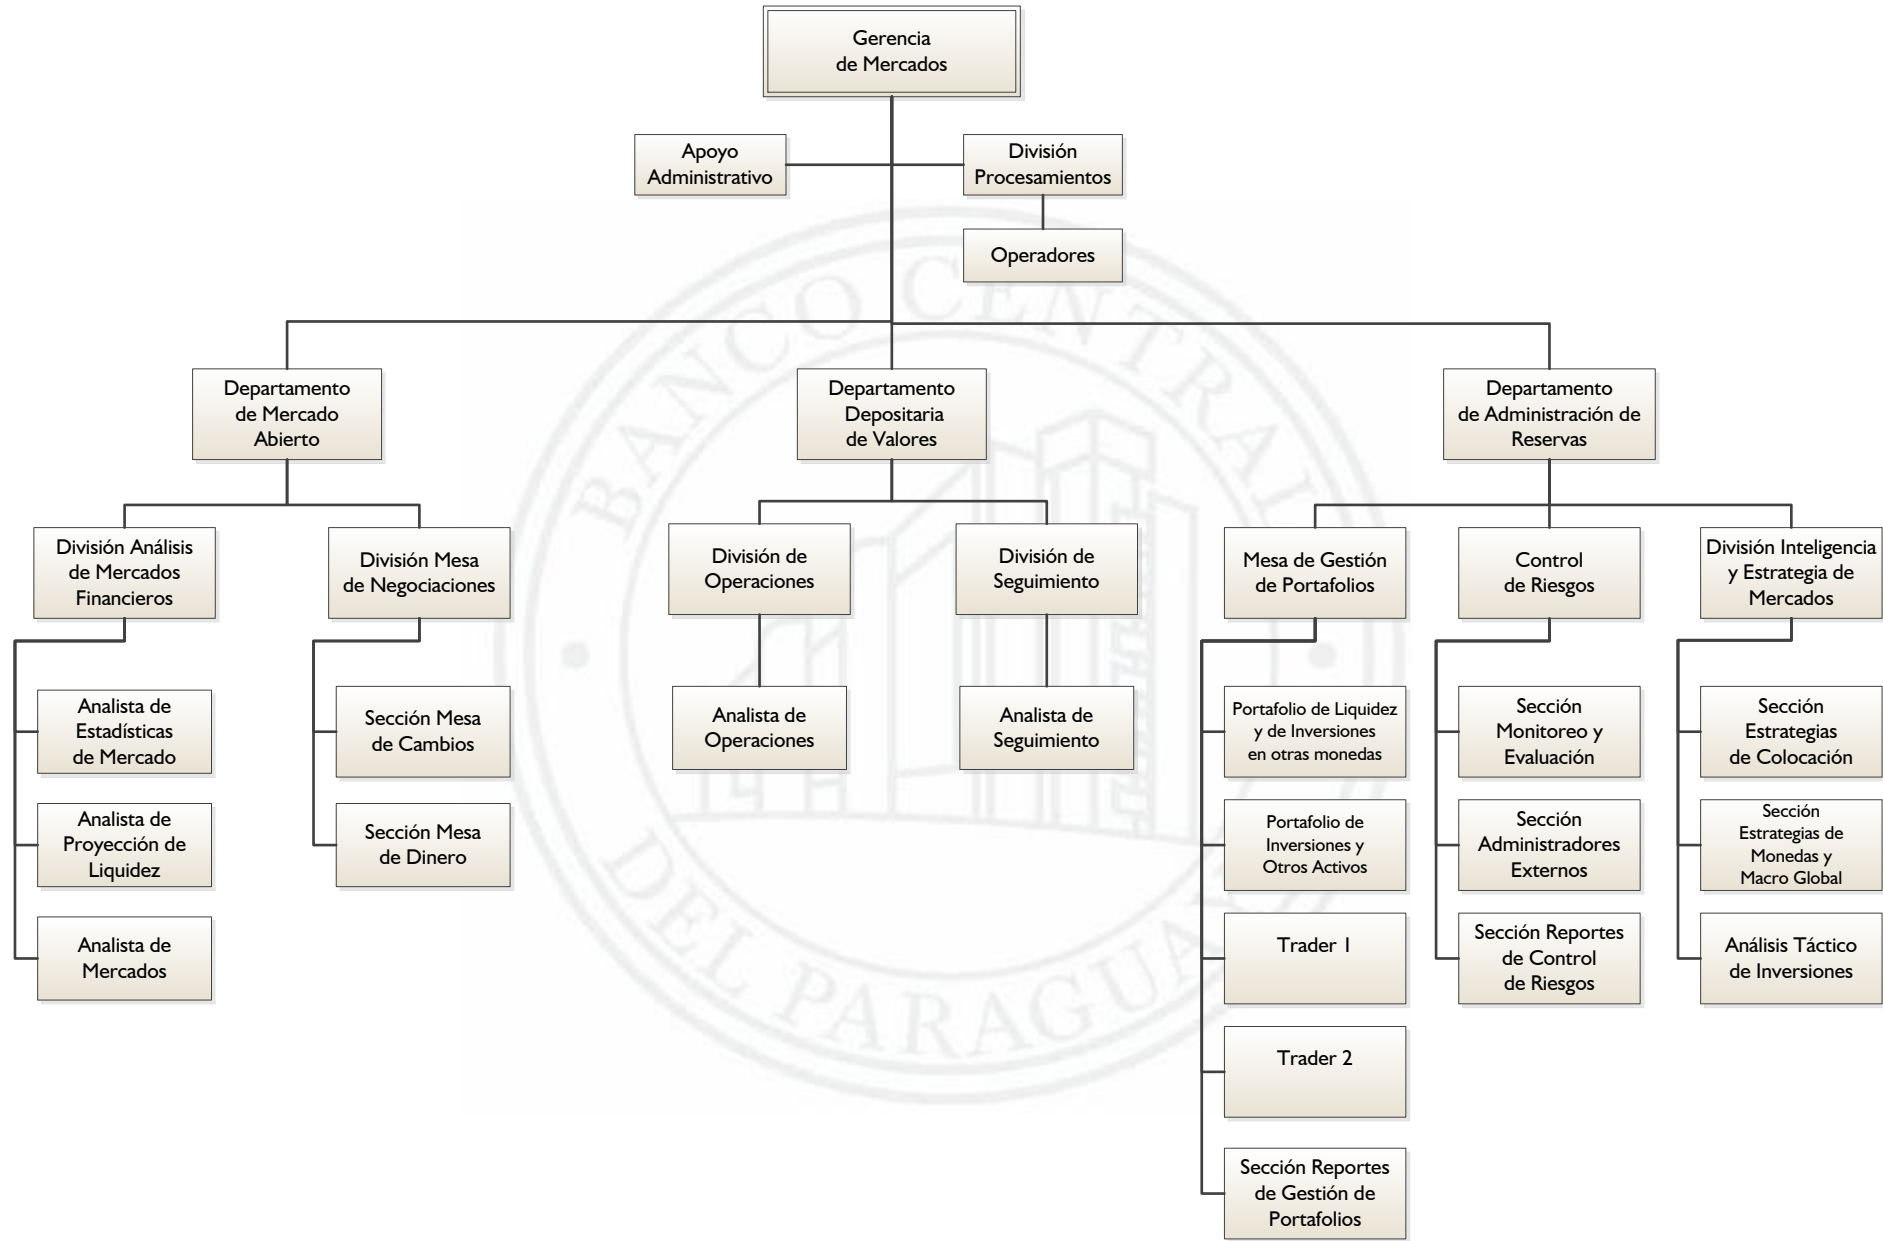 Gerencia
de Mercados
Apoyo
Administrativo
División
Procesamientos
Operadores
Departamento
de Mercado
Abierto
Departamento
Depositaria
de Valores
Departamento
de Administración de
Reservas
División Análisis
de Mercados
Financieros
División Mesa
de Negociaciones
División de
Operaciones
División de
Seguimiento
Mesa de Gestión
de Portafolios
Control
de Riesgos
División Inteligencia
y Estrategia de
Mercados
Analista de
Estadísticas
de Mercado
Analista de
Proyección de
Liquidez
Analista de
Mercados
Sección Mesa
de Cambios
Sección Mesa
de Dinero
Analista de
Operaciones
Analista de
Seguimiento
Portafolio de Liquidez
y de Inversiones
en otras monedas
Portafolio de
Inversiones y
Otros Activos
Trader 1
Trader 2
Sección Reportes
de Gestión de
Portafolios
Sección
Monitoreo y
Evaluación
Sección
Administradores
Externos
Sección Reportes
de Control
de Riesgos
Sección
Estrategias
de Colocación
Sección
Estrategias de
Monedas y
Macro Global
Análisis Táctico
de Inversiones
BANCO CENTRAL
DEL PARAGUAY